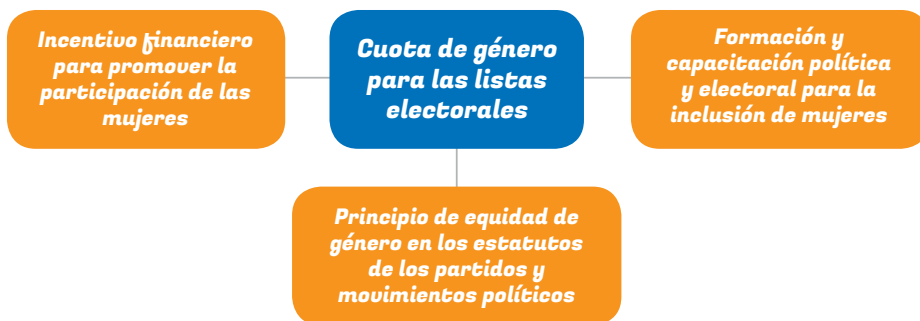 Incentivo financiero
para promover la
participación de las
mujeres
Cuota de género
para las listas
electorales
Formación y
capacitación política
y electoral para la
inclusión de mujeres
Principio de equidad de
género en los estatutos
de los partidos y
movimientos políticos